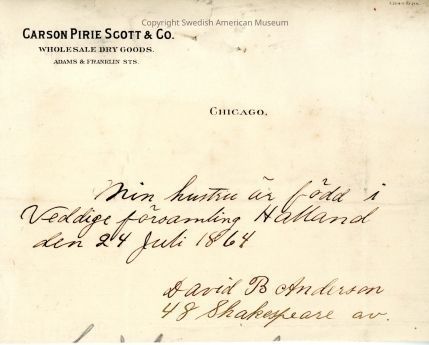 Copyright Swedish American Museum
CARSON PIRIE SCOTT & CO.
WHOLESALE DRY GOODS.
ADAMS & FRANKLIN STS.
CHICAGO,
Min hustru är född i
Veddige församling Halland
den 24 Juli 1864
David B Anderson
48 Shakespeare av.